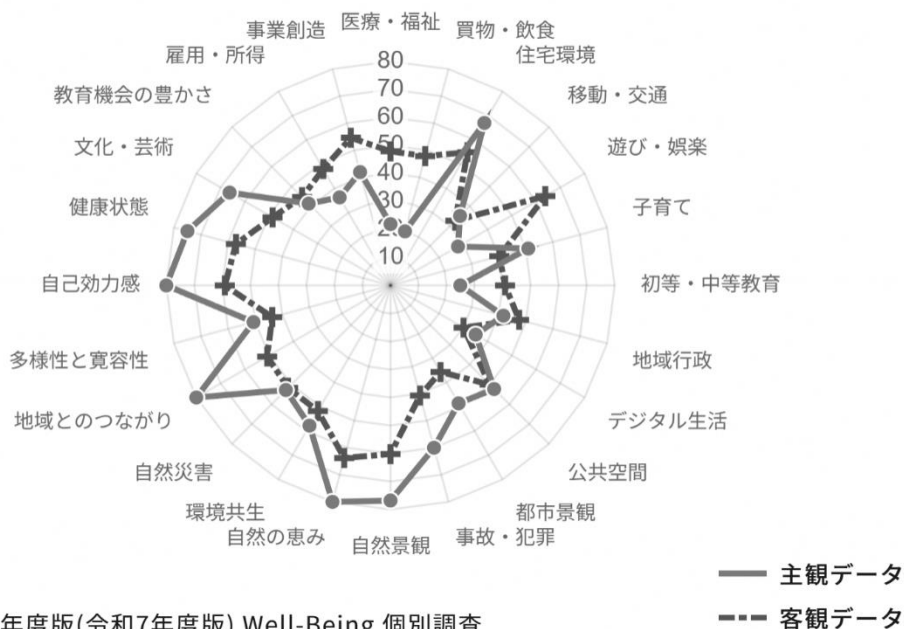 医療・福祉
買物・飲食
住宅環境
移動・交通
遊び・娯楽
子育て
初等・中等教育
地域行政
デジタル生活
公共空間
都市景観
事故・犯罪
自然景観
自然の恵み
環境共生
自然災害
地域とのつながり
多様性と寛容性
自己効力感
健康状態
文化・芸術
教育機会の豊かさ
雇用・所得
事業創造
80
70
60
50
40
30
20
10
主観データ
客観データ
年度版(令和7年度版) Well-Being 個別調査